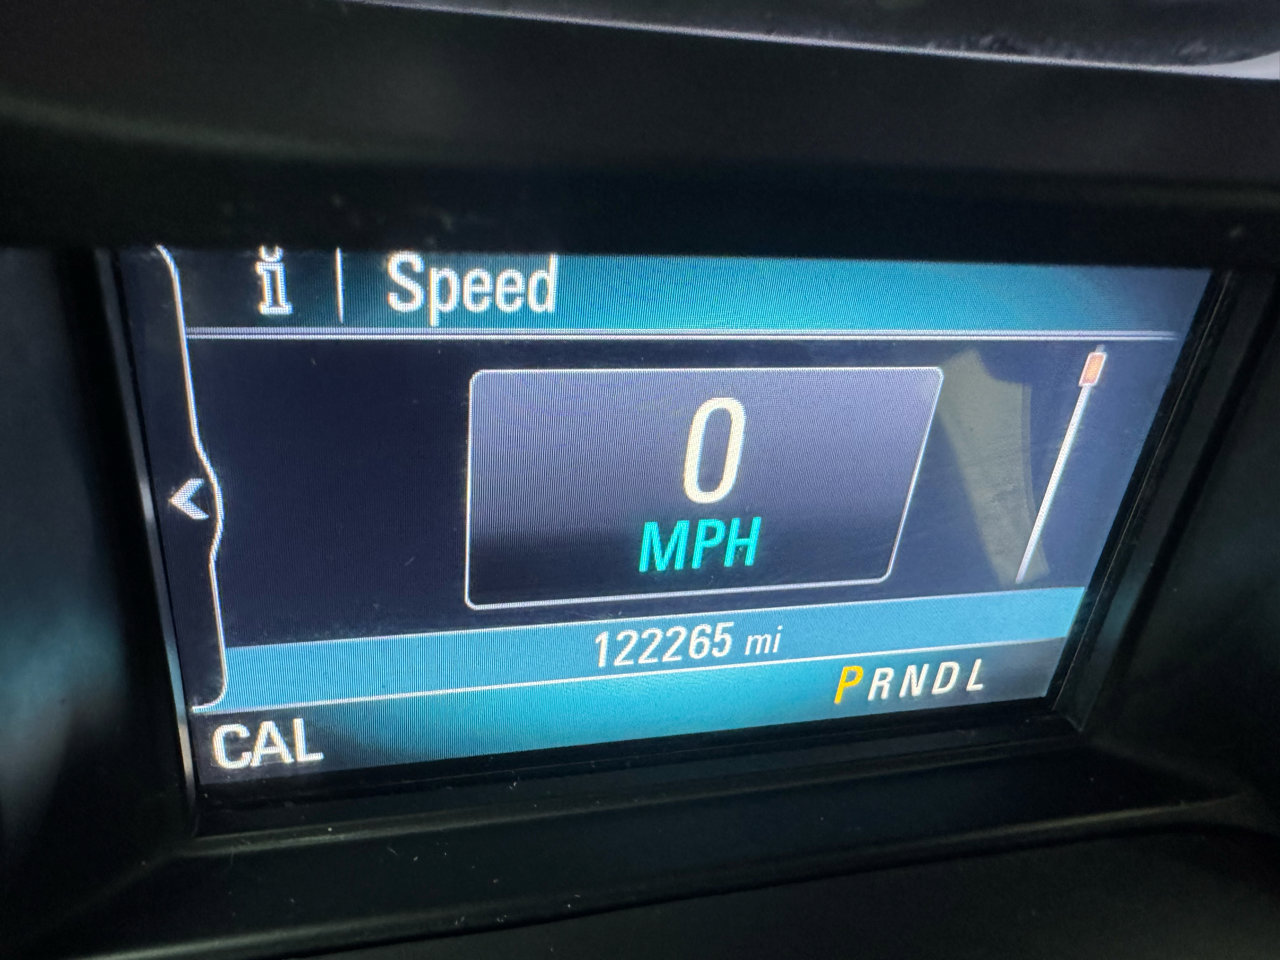 i | Speed
0
MPH
122265 mi
PRNDL
CAL